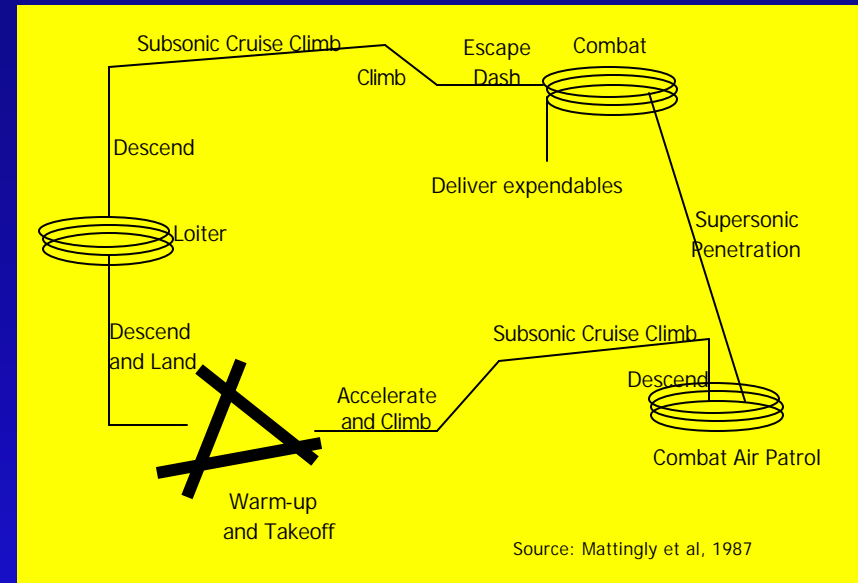 Subsonic Cruise Climb
Escape
Dash
Combat
Climb
Descend
Deliver expendables
Loiter
Supersonic
Penetration
Descend
and Land
Subsonic Cruise Climb
Descend
Accelerate
and Climb
Combat Air Patrol
Warm-up
and Takeoff
Source: Mattingly et al, 1987